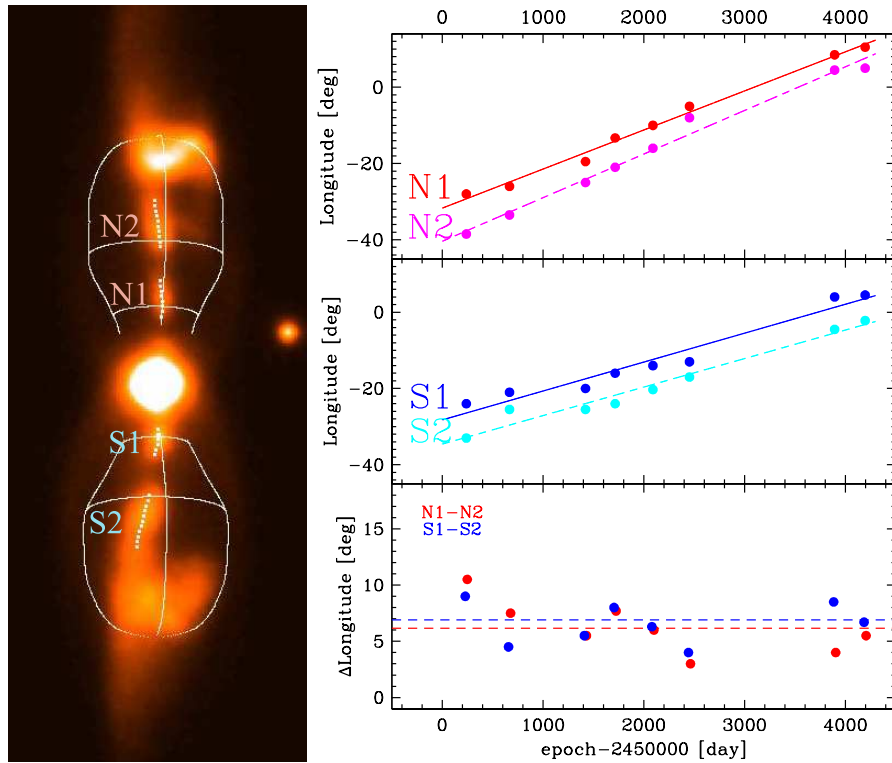 N2
N1
S1
S2
0 1000 2000 3000 4000
Longitude [deg]
0
−20
−40
N1
N2
Longitude [deg]
0
−20
−40
S1
S2
ΔLongitude [deg]
15
10
5
0
N1−N2
S1−S2
0 1000 2000 3000 4000
epoch−2450000 [day]